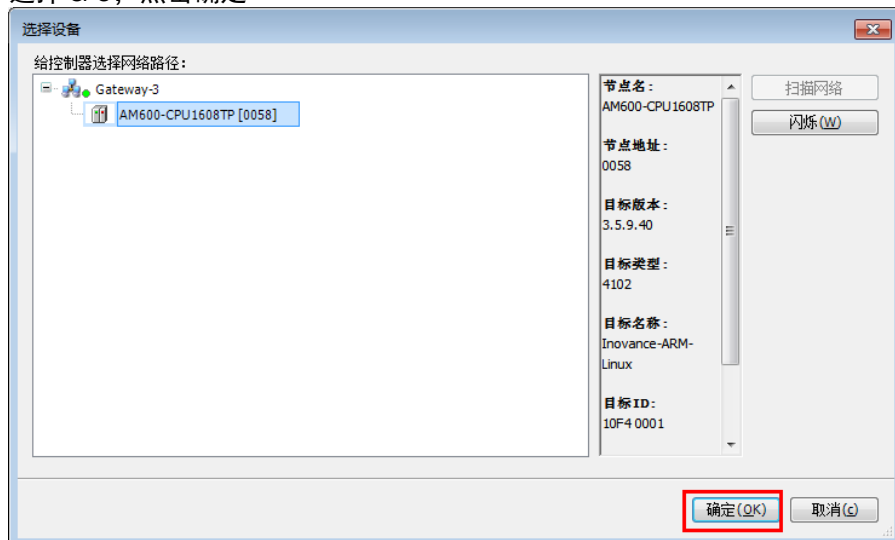 选择设备
给控制器选择网络路径：
Gateway-3
AM600-CPU1608TP [0058]
节点名：
AM600-CPU1608TP
节点地址：
0058
目标版本：
3.5.9.40
目标类型：
4102
目标名称：
Inovance-ARM-
Linux
目标ID：
10F4 0001
扫描网络
闪烁(W)
确定(OK)
取消(c)